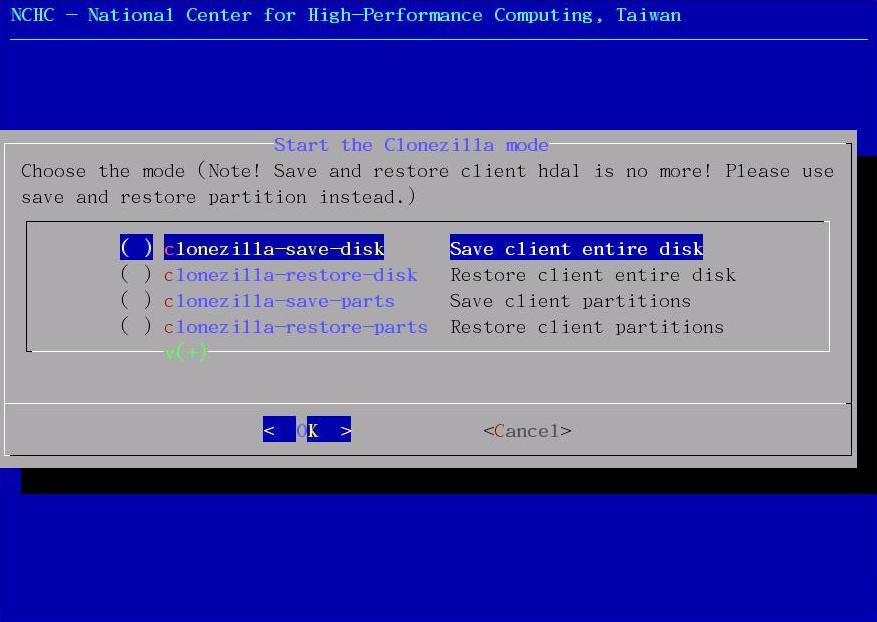 NCHC - National Center for High-Performance Computing, Taiwan
Start the Clonezilla mode
Choose the mode (Note! Save and restore client hda1 is no more! Please use
save and restore partition instead.)
( ) clonezilla-save-disk Save client entire disk
( ) clonezilla-restore-disk Restore client entire disk
( ) clonezilla-save-parts Save client partitions
( ) clonezilla-restore-parts Restore client partitions
v(+)
< OK > <Cancel>